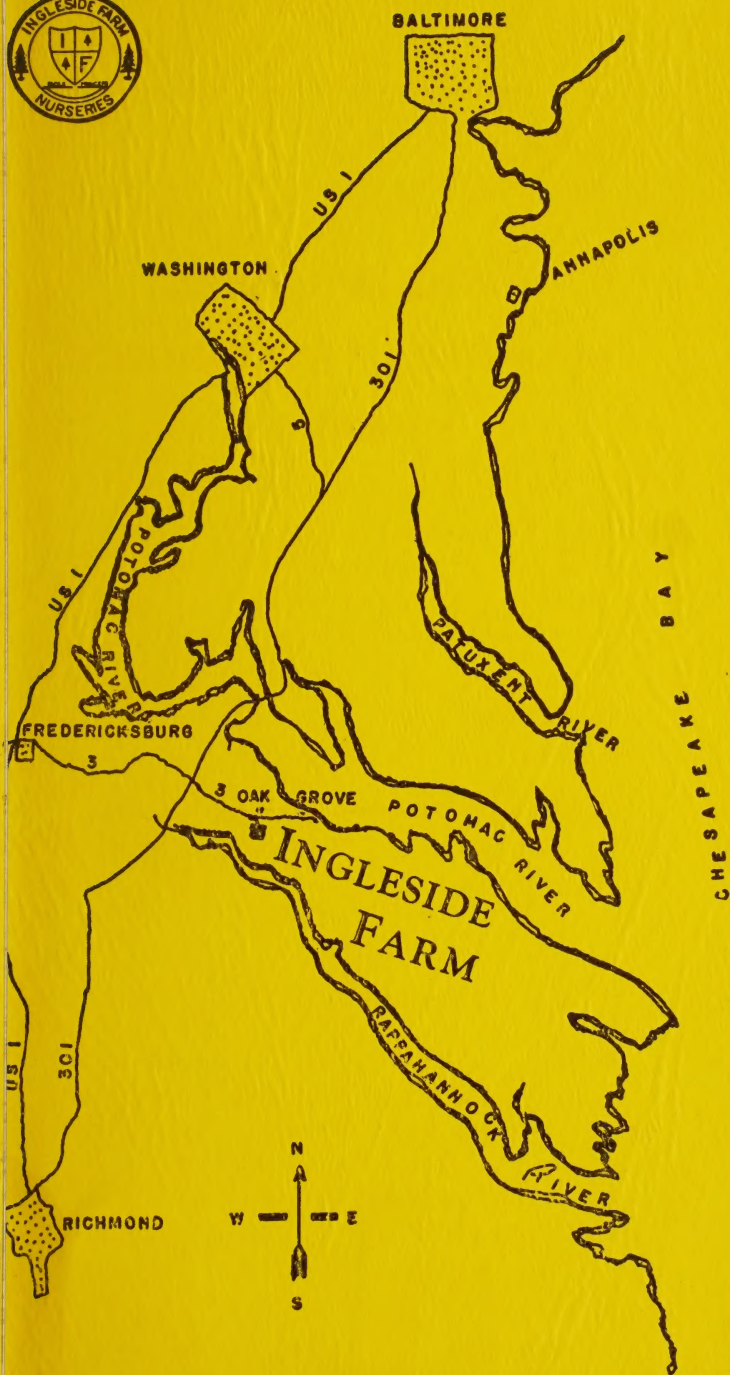 INGLESIDE FARM
I
F
NURSERIES
BALTIMORE
US 1
WASHINGTON
ANNAPOLIS
301
5
POTOMAC RIVER
US 1
CHESAPEAKE BAY
PATUXENT RIVER
FREDERICKSBURG
3
3 OAK GROVE
POTOMAC RIVER
INGLESIDE
FARM
RAPPAHANNOCK RIVER
US 1
301
N
W E
S
RICHMOND